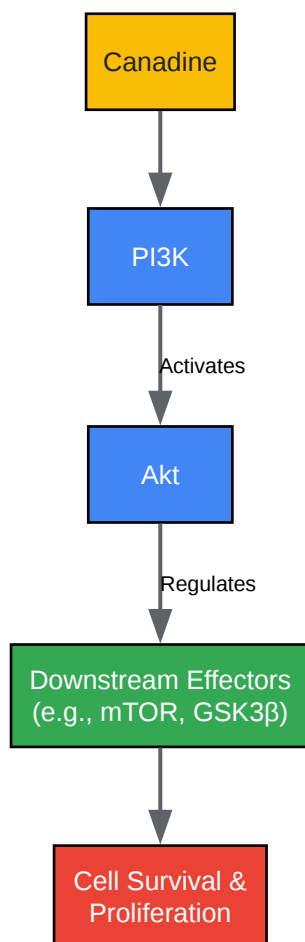 Canadine
PI3K
Activates
Akt
Regulates
Downstream Effectors
(e.g., mTOR, GSK3β)
Cell Survival &
Proliferation